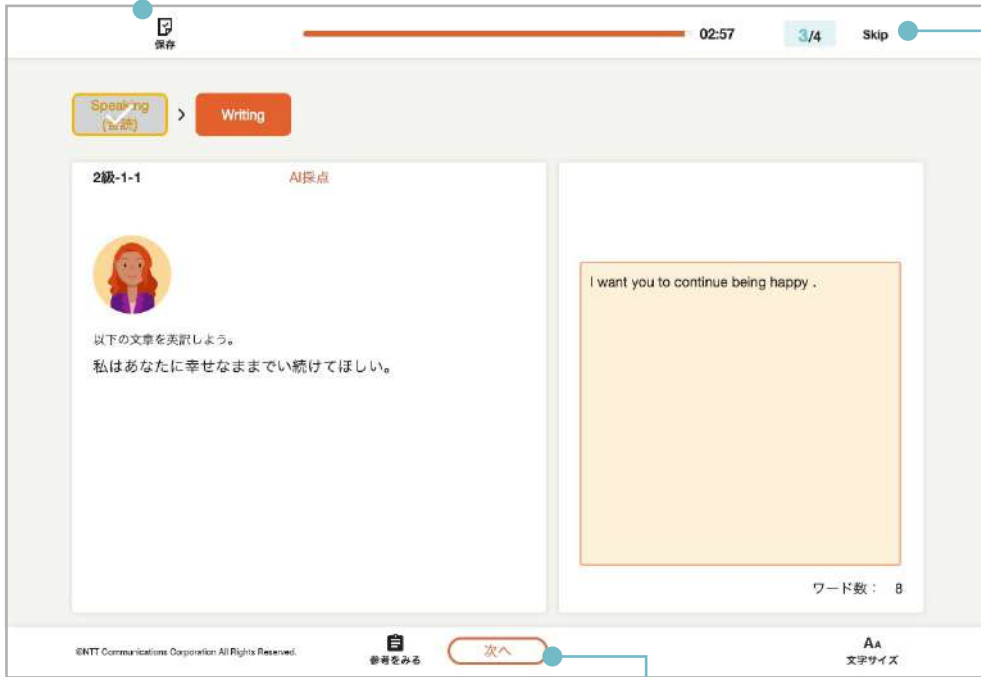 保存
02:57
3/4
Skip
Speaking
(音読)
>
Writing
2級-1-1
AI採点
以下の文章を英訳しよう。
私はあなたに幸せなままでい続けてほしい。
I want you to continue being happy .
ワード数： 8
©NTT Communications Corporation All Rights Reserved.
参考をみる
次へ
AA
文字サイズ